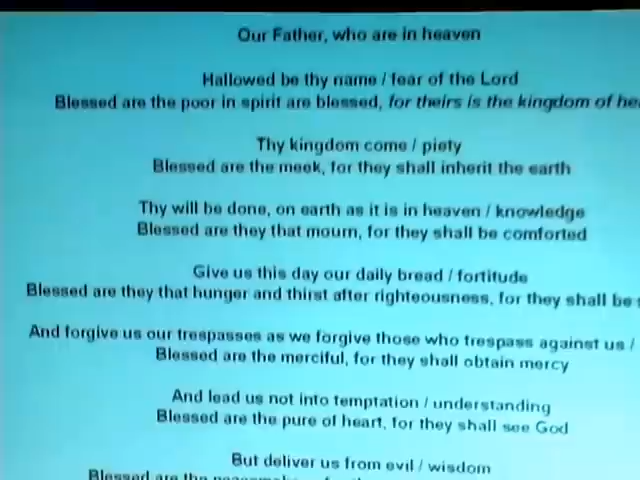 Our Father, who are in heaven
Hallowed be thy name / fear of the Lord
Blessed are the poor in spirit are blessed, for theirs is the kingdom of
Thy kingdom come / piety
Blessed are the meek, for they shall inherit the earth
Thy will be done, on earth as it is in heaven / knowledge
Blessed are they that mourn, for they shall be comforted
Give us this day our daily bread / fortitude
Blessed are they that hunger and thirst after righteousness, for they shall be
And forgive us our trespasses as we forgive those who trespass against us /
Blessed are the merciful, for they shall obtain mercy
And lead us not into temptation / understanding
Blessed are the pure of heart, for they shall see God
But deliver us from evil / wisdom
Blessed are the